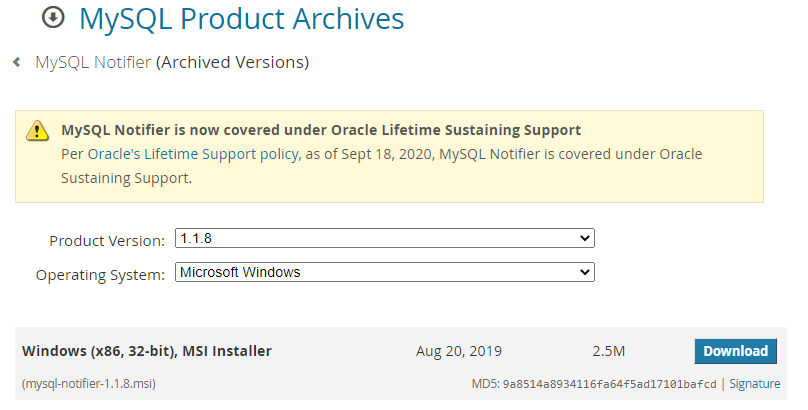 MySQL Product Archives
MySQL Notifier (Archived Versions)
MySQL Notifier is now covered under Oracle Lifetime Sustaining Support
Per Oracle's Lifetime Support policy, as of Sept 18, 2020, MySQL Notifier is covered under Oracle
Sustaining Support.
Product Version: 1.1.8
Operating System: Microsoft Windows
Windows (x86, 32-bit), MSI Installer Aug 20, 2019 2.5M Download
(mysql-notifier-1.1.8.msi) MD5: 9a8514a8934116fa64f5ad17101bafcd | Signature